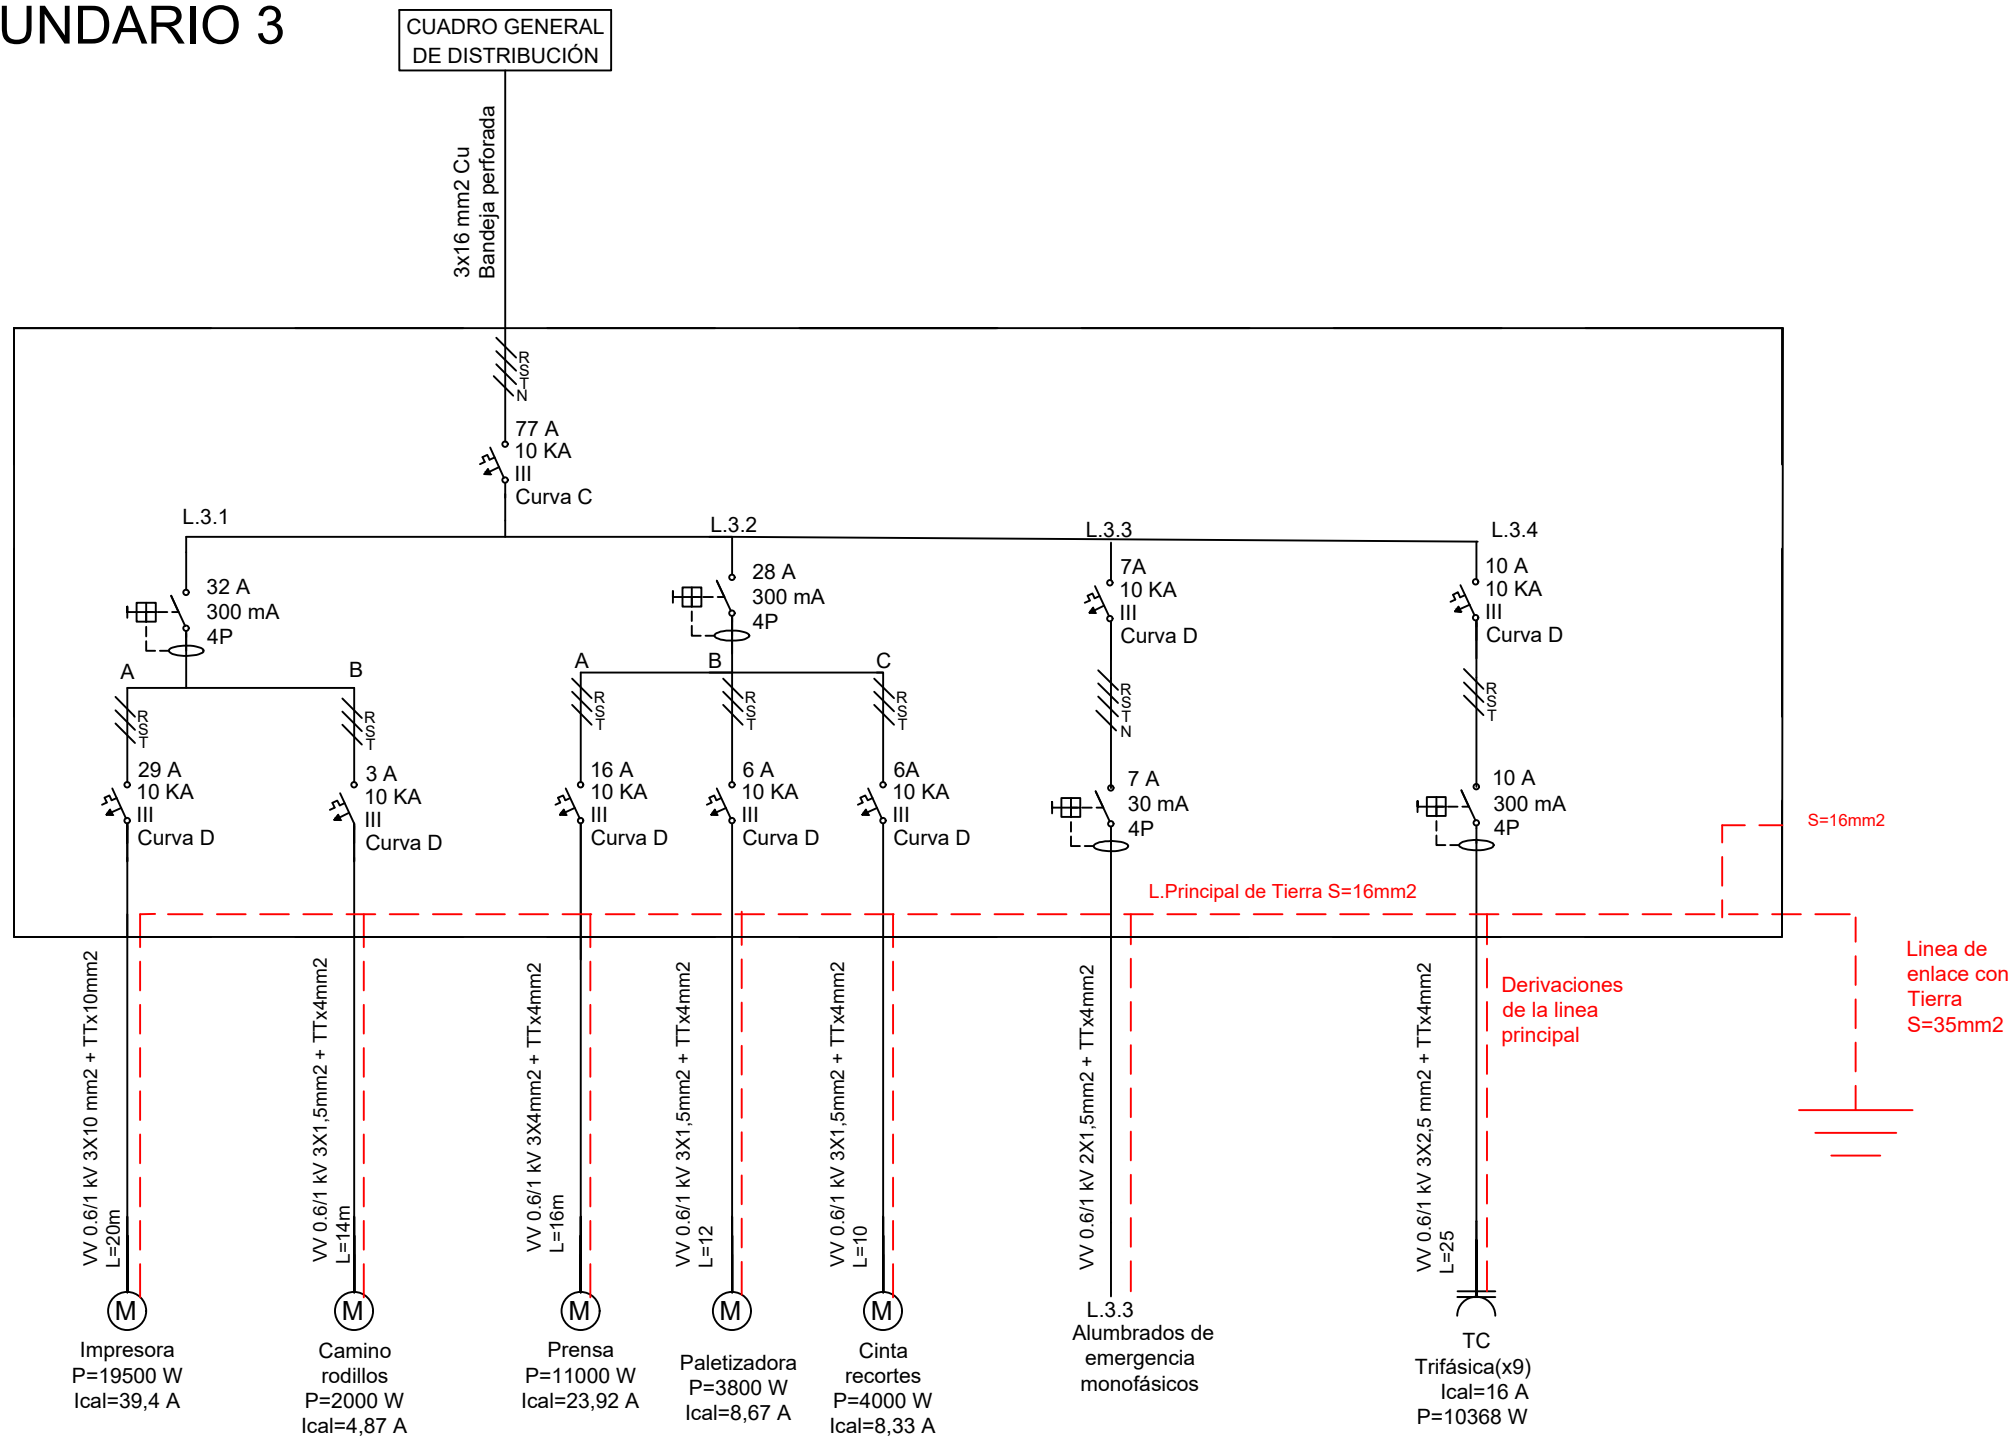 UNDARIO 3
CUADRO GENERAL
DE DISTRIBUCIÓN
3x16 mm2 Cu
Bandeja perforada
R
S
T
N
77 A
10 KA
III
Curva C
L.3.1
L.3.2
L.3.3
L.3.4
32 A
300 mA
4P
28 A
300 mA
4P
7A
10 KA
III
Curva D
10 A
10 KA
III
Curva D
A
B
A
B
C
R
S
T
R
S
T
R
S
T
R
S
T
R
S
T
R
S
T
N
R
S
T
29 A
10 KA
III
Curva D
3 A
10 KA
III
Curva D
16 A
10 KA
III
Curva D
6 A
10 KA
III
Curva D
6A
10 KA
III
Curva D
7 A
30 mA
4P
10 A
300 mA
4P
S=16mm2
L.Principal de Tierra S=16mm2
Linea de
enlace con
Tierra
S=35mm2
Derivaciones
de la linea
principal
VV 0.6/1 kV 3X10 mm2 + TTx10mm2
L=20m
VV 0.6/1 kV 3X1,5mm2 + TTx4mm2
L=14m
VV 0.6/1 kV 3X4mm2 + TTx4mm2
L=16m
VV 0.6/1 kV 3X1,5mm2 + TTx4mm2
L=12
VV 0.6/1 kV 3X1,5mm2 + TTx4mm2
L=10
VV 0.6/1 kV 2X1,5mm2 + TTx4mm2
VV 0.6/1 kV 3X2,5 mm2 + TTx4mm2
L=25
M
M
M
M
M
Impresora
P=19500 W
Ical=39,4 A
Camino
rodillos
P=2000 W
Ical=4,87 A
Prensa
P=11000 W
Ical=23,92 A
Paletizadora
P=3800 W
Ical=8,67 A
Cinta
recortes
P=4000 W
Ical=8,33 A
L.3.3
Alumbrados de
emergencia
monofásicos
TC
Trifásica(x9)
Ical=16 A
P=10368 W